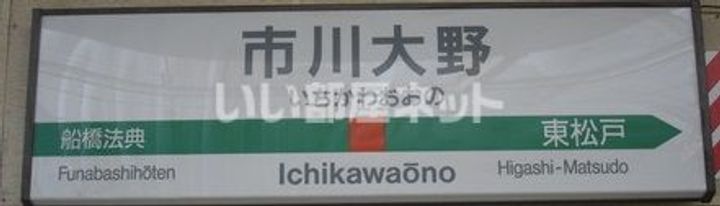 市川大野
いちかわおおの
いい部屋ネット
船橋法典
東松戸
Funabashihōten
Ichikawaōno
Higashi-Matsudo